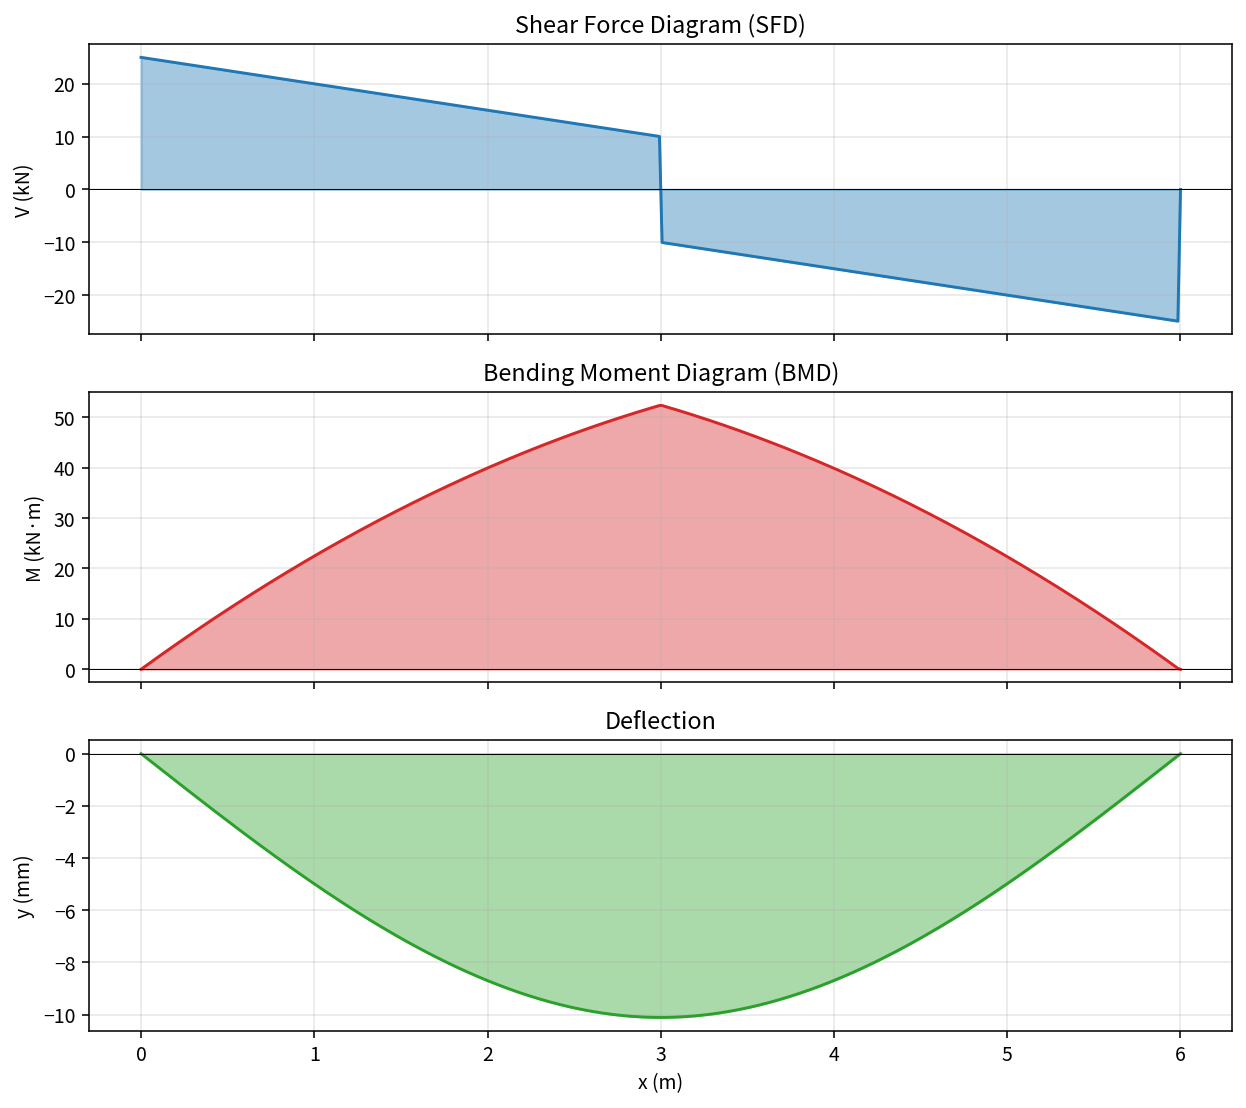 Shear Force Diagram (SFD)
V (kN)
20
10
0
−10
−20
Bending Moment Diagram (BMD)
M (kN·m)
50
40
30
20
10
0
Deflection
y (mm)
0
−2
−4
−6
−8
−10
0 1 2 3 4 5 6
x (m)